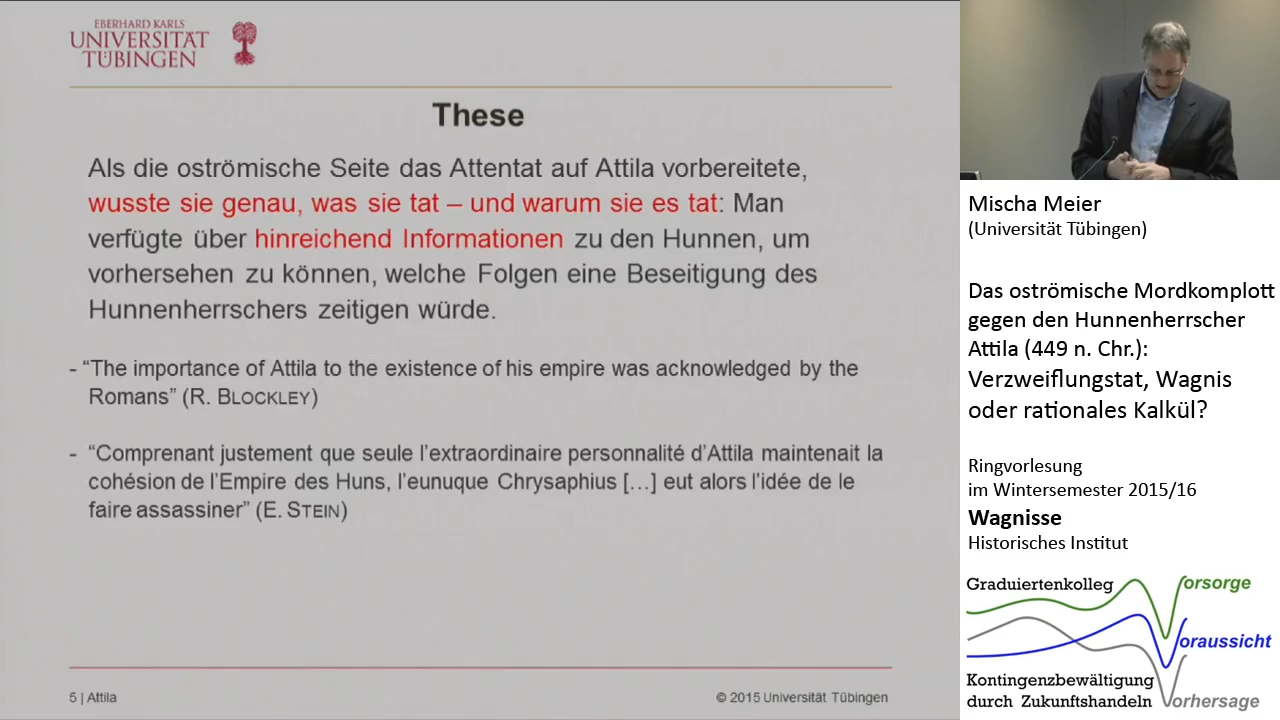 EBERHARD KARLS
UNIVERSITÄT
TÜBINGEN
These
Als die oströmische Seite das Attentat auf Attila vorbereitete,
wusste sie genau, was sie tat – und warum sie es tat: Man
verfügte über hinreichend Informationen zu den Hunnen, um
vorhersehen zu können, welche Folgen eine Beseitigung des
Hunnenherrschers zeitigen würde.
- “The importance of Attila to the existence of his empire was acknowledged by the
Romans” (R. BLOCKLEY)
- “Comprenant justement que seule l’extraordinaire personnalité d’Attila maintenait la
cohésion de l’Empire des Huns, l’eunuque Chrysaphius […] eut alors l’idée de le
faire assassiner” (E. STEIN)
5 | Attila
© 2015 Universität Tübingen
Mischa Meier
(Universität Tübingen)
Das oströmische Mordkomplott
gegen den Hunnenherrscher
Attila (449 n. Chr.):
Verzweiflungstat, Wagnis
oder rationales Kalkül?
Ringvorlesung
im Wintersemester 2015/16
Wagnisse
Historisches Institut
Graduiertenkolleg
Vorsorge
Voraussicht
Kontingenzbewältigung
durch Zukunftshandeln
Vorhersage